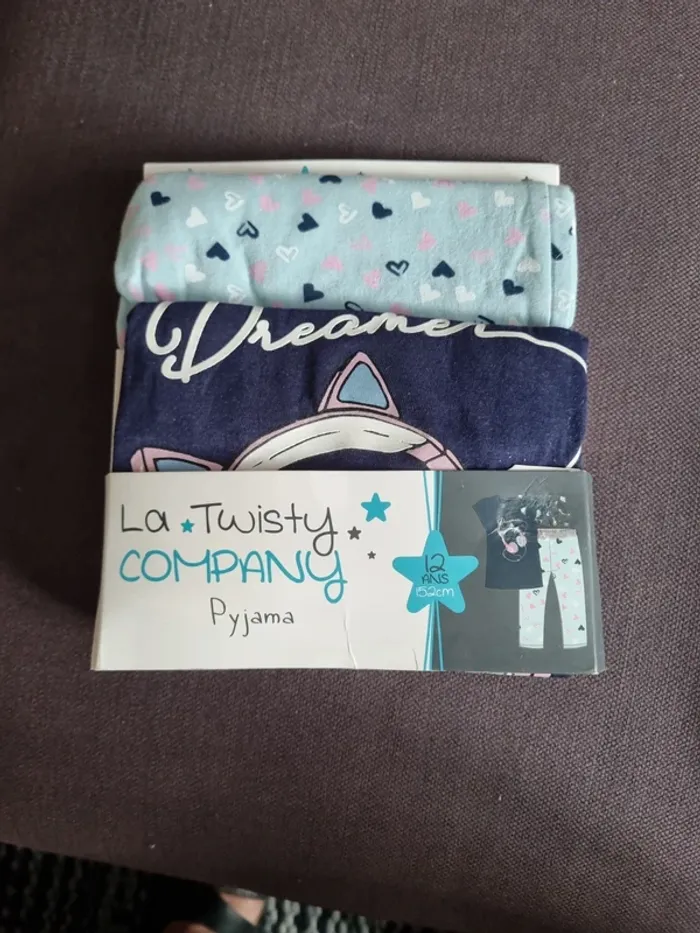 Dreamer
La Twisty
COMPANY
Pyjama
12
ANS
152cm